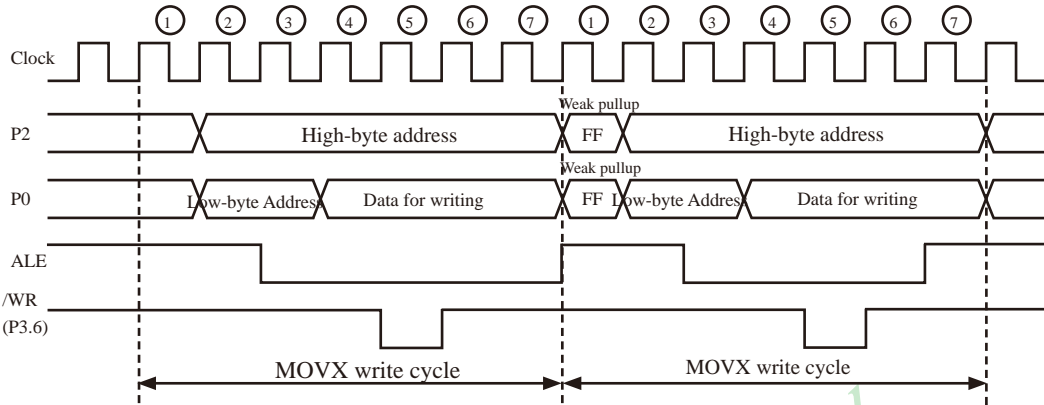 1 2 3 4 5 6 7 1 2 3 4 5 6 7
Clock
Weak pullup
P2 High-byte address FF High-byte address
Weak pullup
P0 Low-byte Address Data for writing FF Low-byte Address Data for writing
ALE
/WR
(P3.6)
MOVX write cycle MOVX write cycle